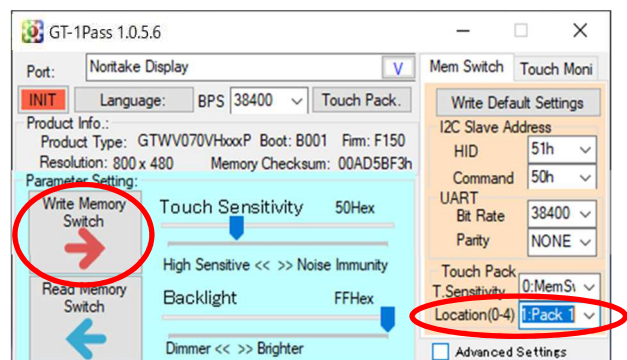 GT-1Pass 1.0.5.6
Port: Noritake Display V
INIT Language: BPS 38400 Touch Pack.
Product Info.:
Product Type: GTWV070VHxxxP Boot: B001 Firm: F150
Resolution: 800 x 480 Memory Checksum: 00AD5BF3h
Parameter Setting:
Write Memory
Switch
Touch Sensitivity 50Hex
High Sensitive << >> Noise Immunity
Read Memory
Switch
Backlight FFHex
Dimmer << >> Brighter
Mem Switch Touch Moni
Write Default Settings
I2C Slave Address
HID 51h
Command 50h
UART
Bit Rate 38400
Parity NONE
Touch Pack
T.Sensitivity 0:MemS
Location(0-4) 1:Pack 1
Advanced Settings